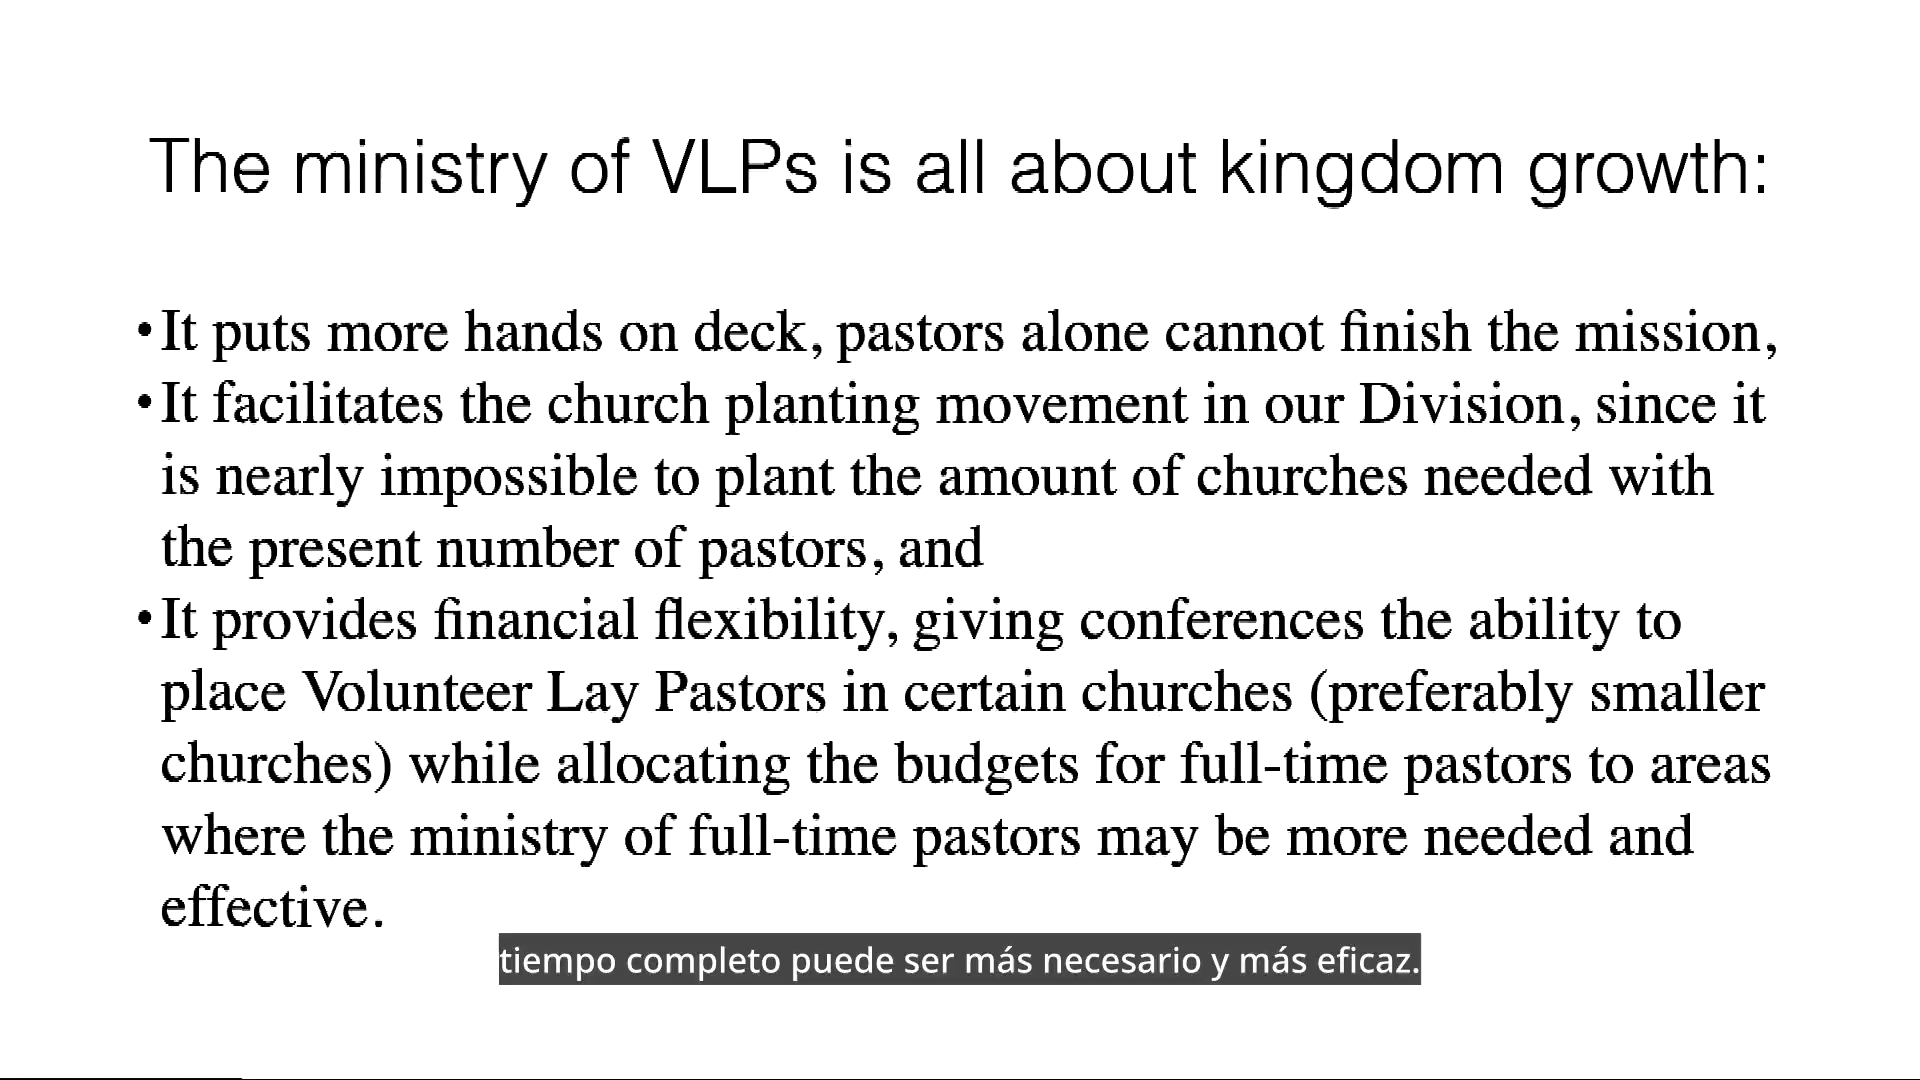 The ministry of VLPs is all about kingdom growth:
•It puts more hands on deck, pastors alone cannot finish the mission,
•It facilitates the church planting movement in our Division, since it
is nearly impossible to plant the amount of churches needed with
the present number of pastors, and
•It provides financial flexibility, giving conferences the ability to
place Volunteer Lay Pastors in certain churches (preferably smaller
churches) while allocating the budgets for full-time pastors to areas
where the ministry of full-time pastors may be more needed and
effective.
tiempo completo puede ser más necesario y más eficaz.